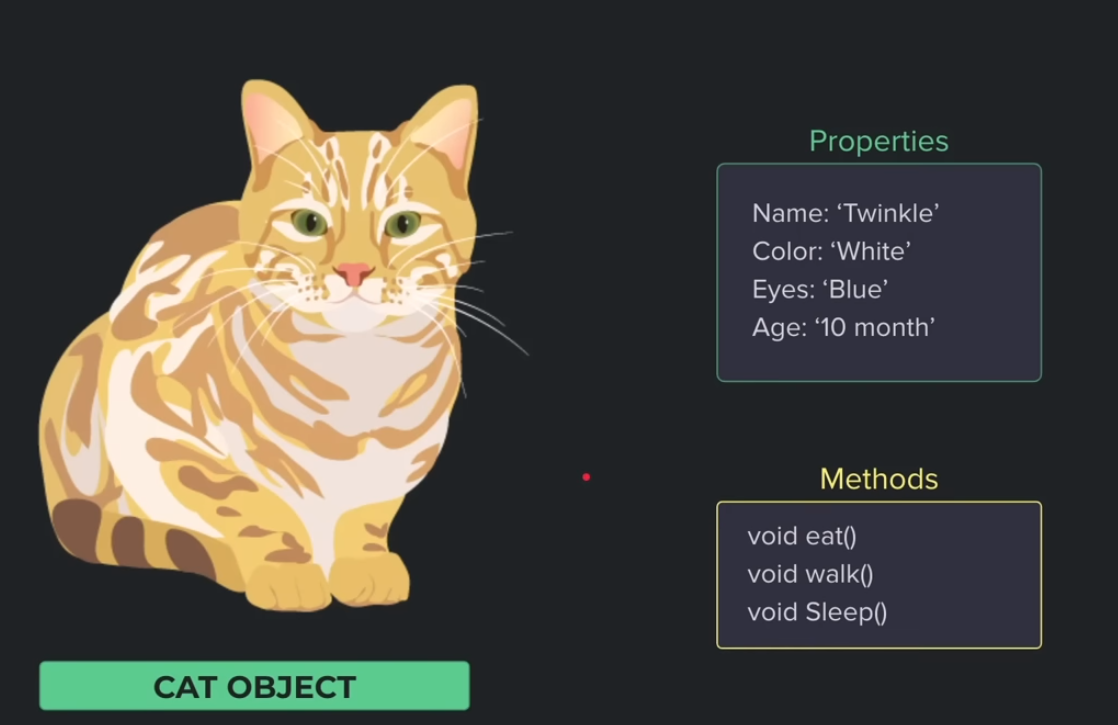 Properties
Name: ‘Twinkle’
Color: ‘White’
Eyes: ‘Blue’
Age: ‘10 month’
Methods
void eat()
void walk()
void Sleep()
CAT OBJECT